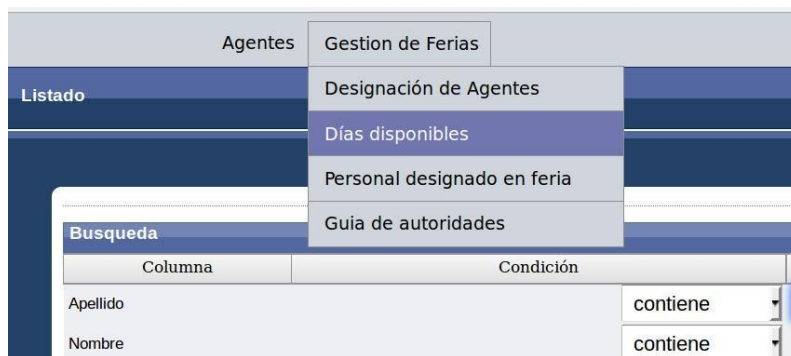 Agentes Gestion de Ferias
Listado
Designación de Agentes
Días disponibles
Personal designado en feria
Guia de autoridades
Busqueda
Columna Condición
Apellido contiene
Nombre contiene